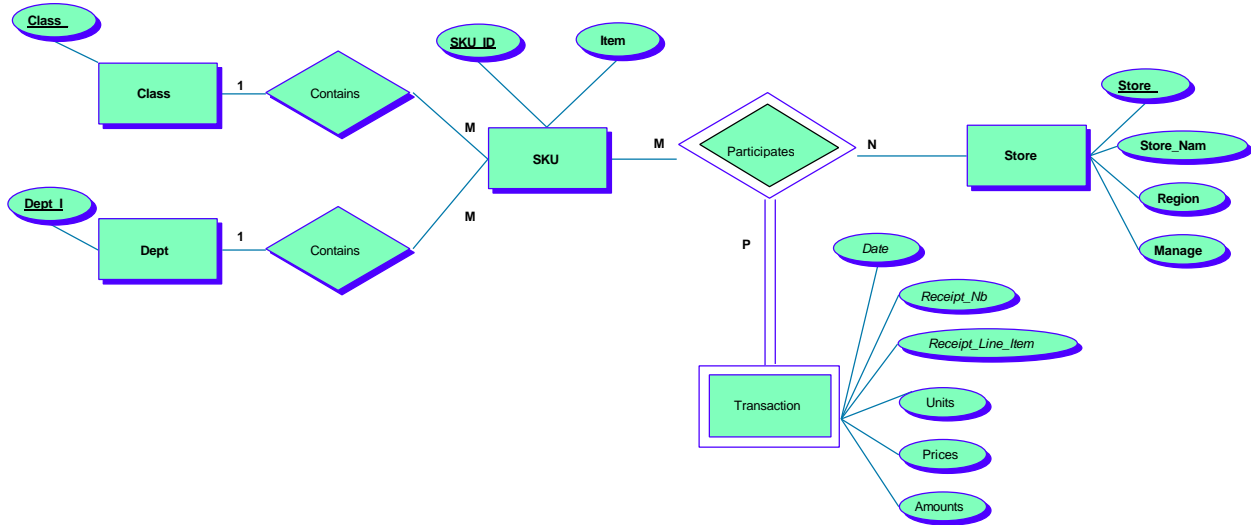 Class_
Class
1
Contains
M
SKU_ID
Item
SKU
M
Participates
N
Store
Store_
Store_Nam
Region
Manage
Dept_I
Dept
1
Contains
M
P
Transaction
Date
Receipt_Nb
Receipt_Line_Item
Units
Prices
Amounts